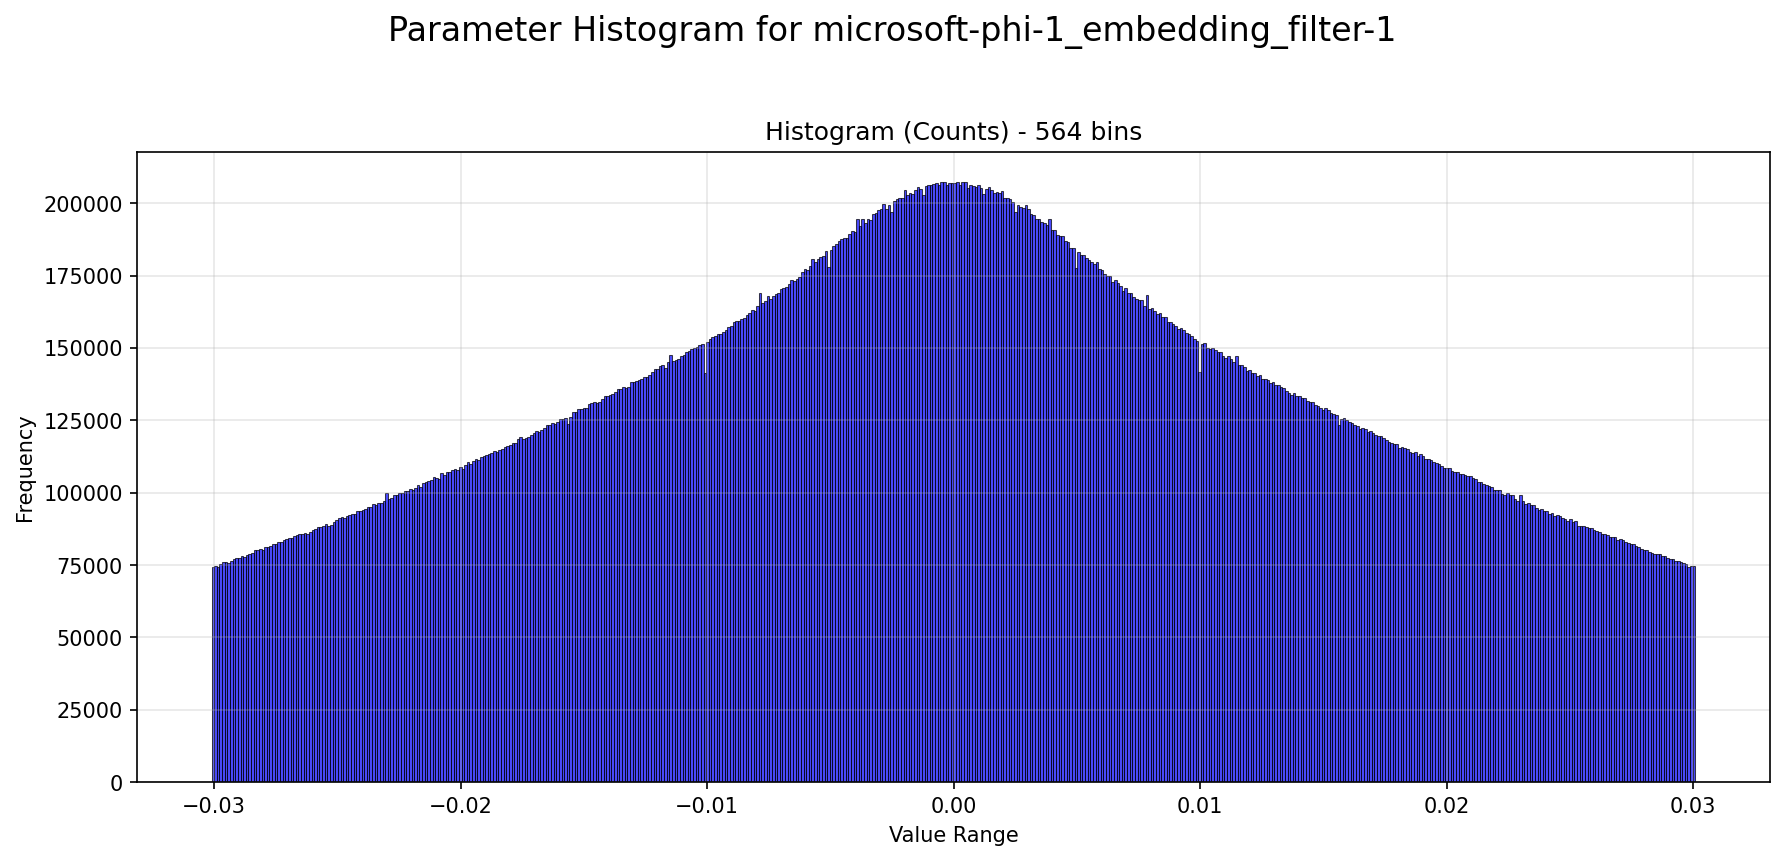 Parameter Histogram for microsoft-phi-1_embedding_filter-1
Histogram (Counts) - 564 bins
200000
175000
150000
125000
100000
75000
50000
25000
0
Frequency
−0.03 −0.02 −0.01 0.00 0.01 0.02 0.03
Value Range